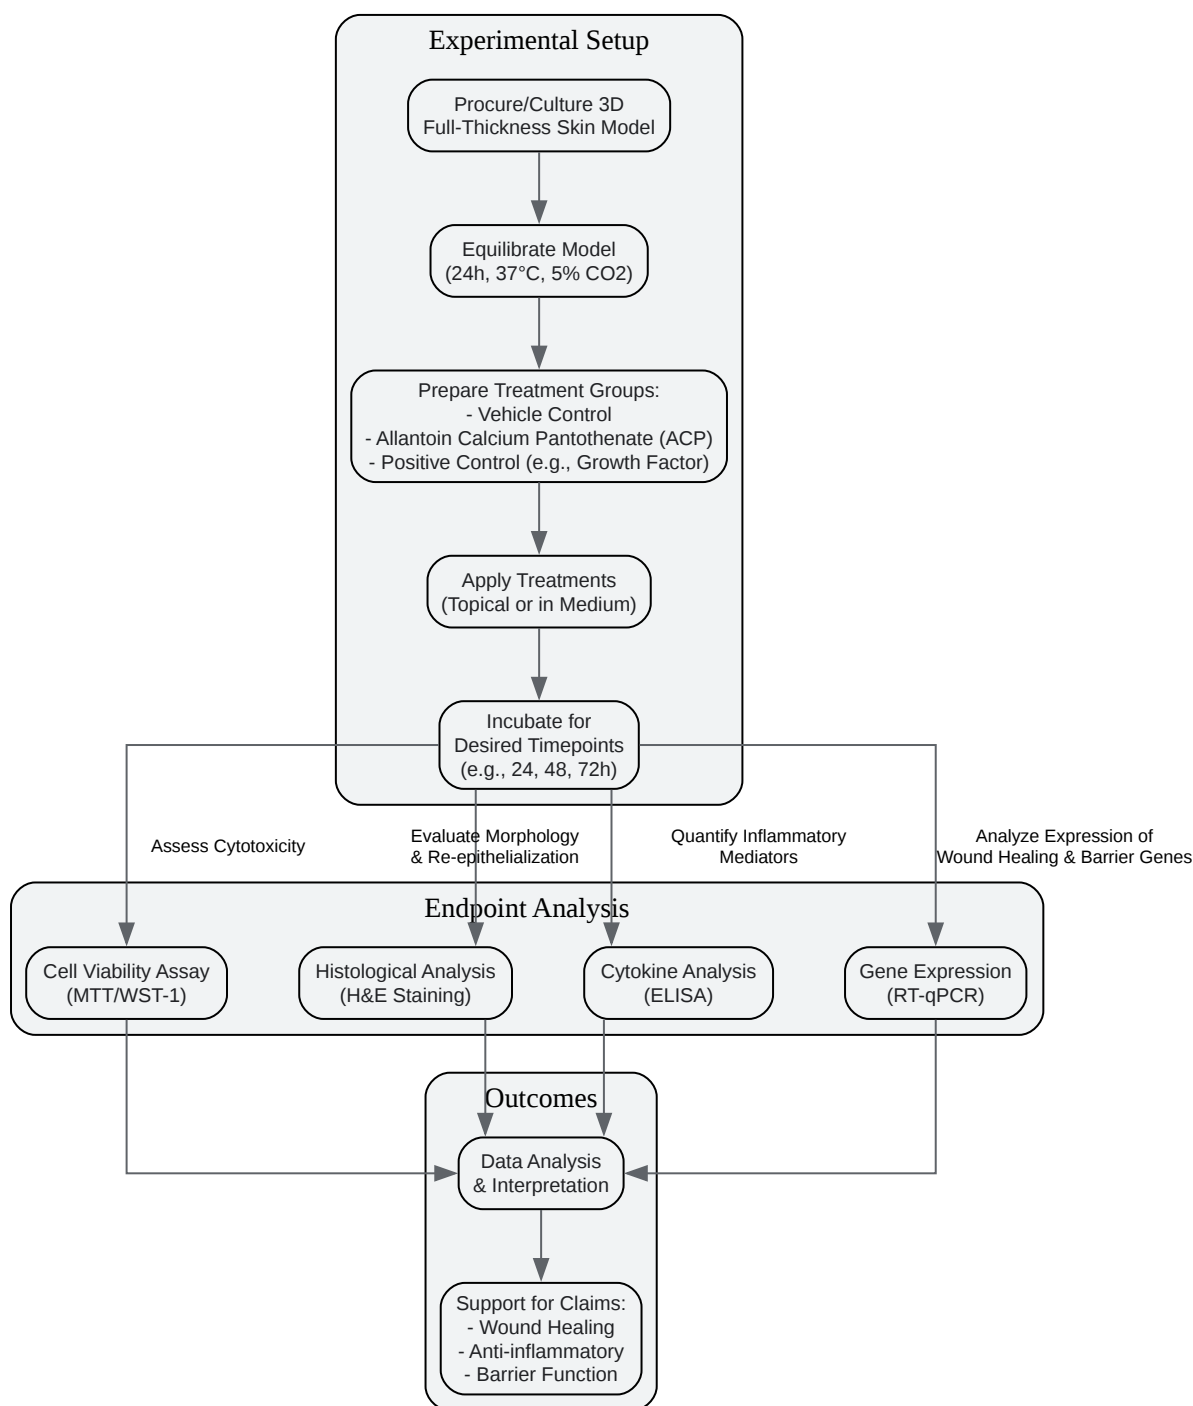 Experimental Setup
Procure/Culture 3D
Full-Thickness Skin Model
Equilibrate Model
(24h, 37°C, 5% CO2)
Prepare Treatment Groups:
- Vehicle Control
- Allantoin Calcium Pantothenate (ACP)
- Positive Control (e.g., Growth Factor)
Apply Treatments
(Topical or in Medium)
Incubate for
Desired Timepoints
(e.g., 24, 48, 72h)
Assess Cytotoxicity
Evaluate Morphology
& Re-epithelialization
Quantify Inflammatory
Mediators
Analyze Expression of
Wound Healing & Barrier Genes
Endpoint Analysis
Cell Viability Assay
(MTT/WST-1)
Histological Analysis
(H&E Staining)
Cytokine Analysis
(ELISA)
Gene Expression
(RT-qPCR)
Outcomes
Data Analysis
& Interpretation
Support for Claims:
- Wound Healing
- Anti-inflammatory
- Barrier Function